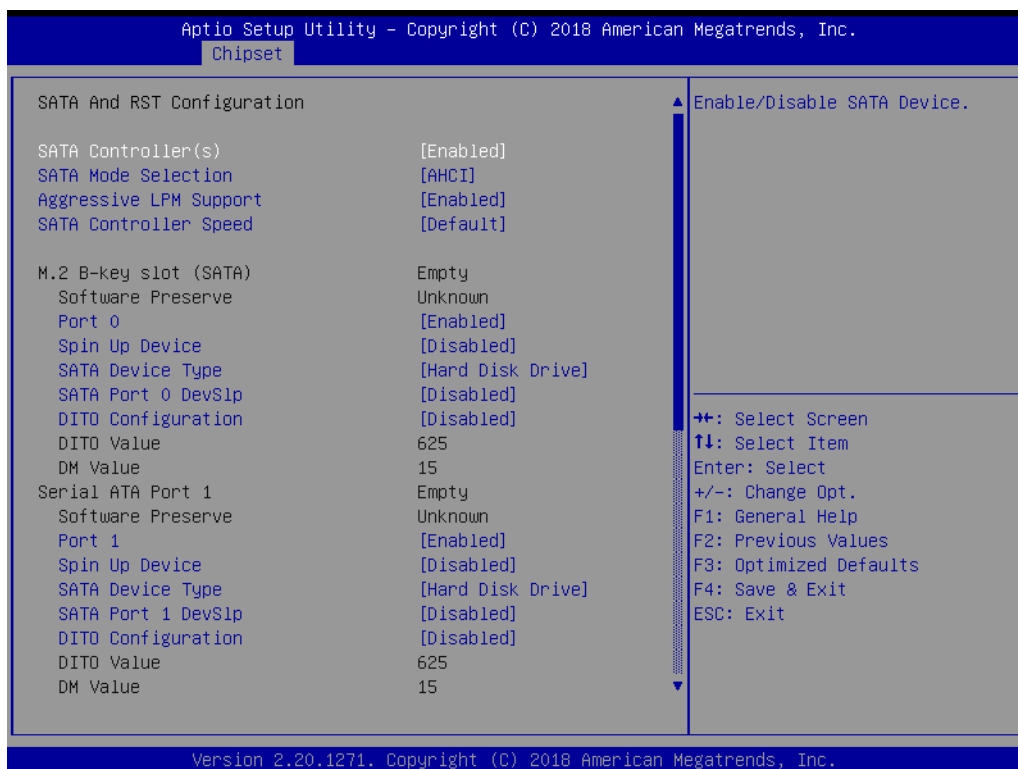 Aptio Setup Utility – Copyright (C) 2018 American Megatrends, Inc.
Chipset
SATA And RST Configuration
SATA Controller(s) [Enabled]
SATA Mode Selection [AHCI]
Aggressive LPM Support [Enabled]
SATA Controller Speed [Default]
M.2 B-key slot (SATA) Empty
Software Preserve Unknown
Port 0 [Enabled]
Spin Up Device [Disabled]
SATA Device Type [Hard Disk Drive]
SATA Port 0 DevSlp [Disabled]
DITO Configuration [Disabled]
DITO Value 625
DM Value 15
Serial ATA Port 1 Empty
Software Preserve Unknown
Port 1 [Enabled]
Spin Up Device [Disabled]
SATA Device Type [Hard Disk Drive]
SATA Port 1 DevSlp [Disabled]
DITO Configuration [Disabled]
DITO Value 625
DM Value 15
Enable/Disable SATA Device.
→←: Select Screen
↑↓: Select Item
Enter: Select
+/-: Change Opt.
F1: General Help
F2: Previous Values
F3: Optimized Defaults
F4: Save & Exit
ESC: Exit
Version 2.20.1271. Copyright (C) 2018 American Megatrends, Inc.